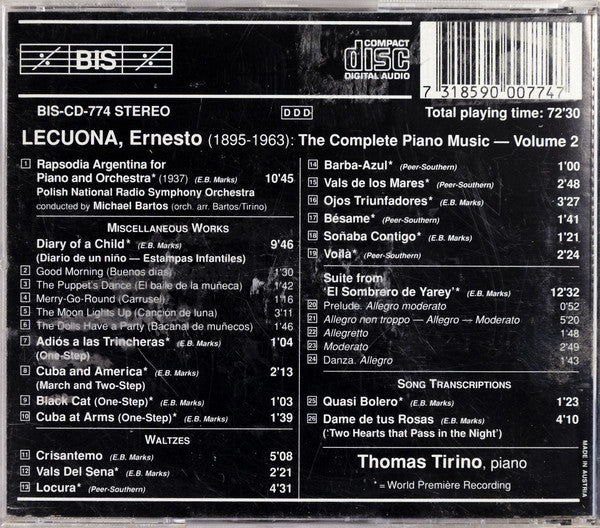 BIS
COMPACT
disc
DIGITAL AUDIO
7 318590 007747
BIS-CD-774 STEREO
DDD
Total playing time: 72'30
LECUONA, Ernesto (1895-1963): The Complete Piano Music — Volume 2
1 Rapsodia Argentina for
Piano and Orchestra* (1937) (E.B. Marks) 10'45
Polish National Radio Symphony Orchestra
conducted by Michael Bartos (orch. arr. Bartos/Tirino)
MISCELLANEOUS WORKS
Diary of a Child* (E.B. Marks) 9'46
(Diario de un niño — Estampas Infantiles)
2 Good Morning (Buenos dias) 1'30
3 The Puppet's Dance (El baile de la muñeca) 1'42
4 Merry-Go-Round (Carrusel) 1'16
5 The Moon Lights Up (Canción de luna) 3'11
6 The Dolls Have a Party (Bacanal de muñecos) 1'46
7 Adiós a las Trincheras* (E.B. Marks) 1'04
(One-Step)
8 Cuba and America* (E.B. Marks) 2'13
(March and Two-Step)
9 Black Cat (One-Step)* (E.B. Marks) 1'03
10 Cuba at Arms (One-Step)* (E.B. Marks) 1'39
WALTZES
11 Crisantemo (E.B. Marks) 5'08
12 Vals Del Sena* (E.B. Marks) 2'21
13 Locura* (Peer-Southern) 4'31
14 Barba-Azul* (Peer-Southern) 1'00
15 Vals de los Mares* (Peer-Southern) 2'48
16 Ojos Triunfadores* (E.B. Marks) 3'27
17 Bésame* (Peer-Southern) 1'41
18 Soñaba Contigo* (E.B. Marks) 1'21
19 Voilà* (Peer-Southern) 2'24
Suite from
'El Sombrero de Yarey'* (E.B. Marks) 12'32
20 Prelude. Allegro moderato 0'52
21 Allegro non troppo — Allegro — Moderato 5'20
22 Allegretto 1'48
23 Moderato 2'49
24 Danza. Allegro 1'43
SONG TRANSCRIPTIONS
25 Quasi Bolero* (E.B. Marks) 1'23
26 Dame de tus Rosas (E.B. Marks) 4'10
('Two Hearts that Pass in the Night')
Thomas Tirino, piano
* = World Première Recording
MADE IN AUSTRIA